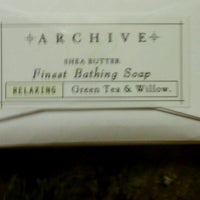 ARCHIVE
SHEA BUTTER
Finest Bathing Soap
RELAXING Green Tea & Willow.